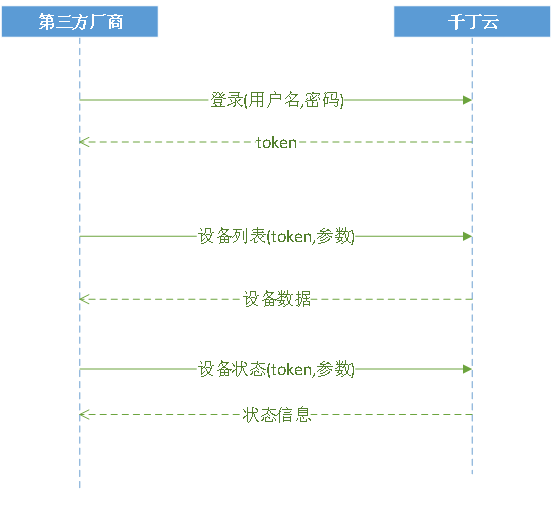 第三方厂商
千丁云
登录(用户名,密码)
token
设备列表(token,参数)
设备数据
设备状态(token,参数)
状态信息